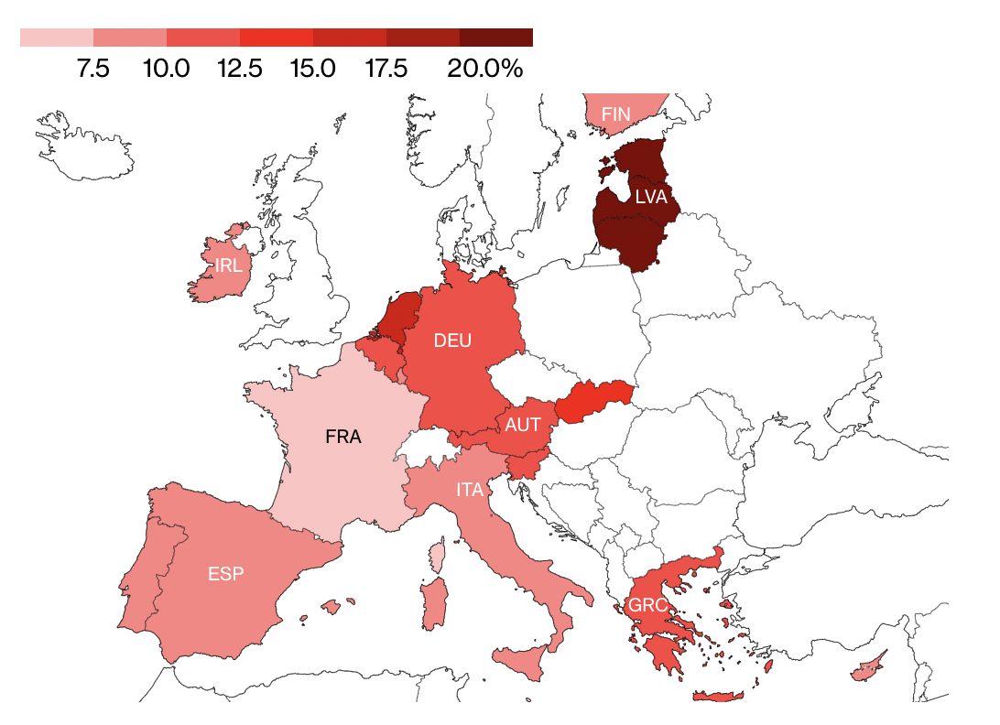 7.5 10.0 12.5 15.0 17.5 20.0%
FIN
LVA
IRL
DEU
AUT
FRA
ITA
ESP
GRC